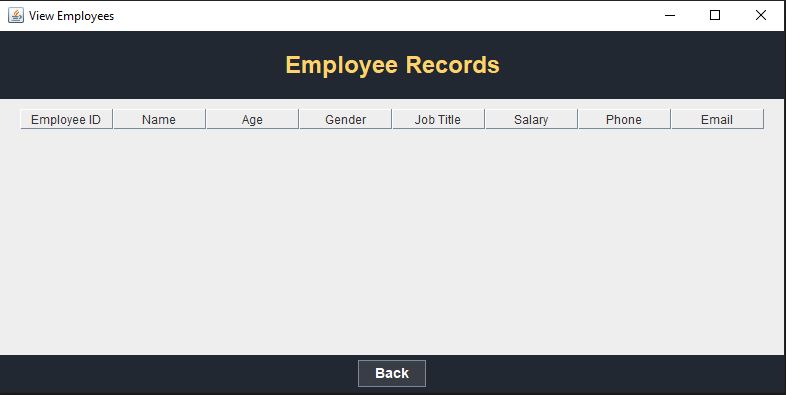 View Employees
Employee Records
Employee ID Name Age Gender Job Title Salary Phone Email
Back